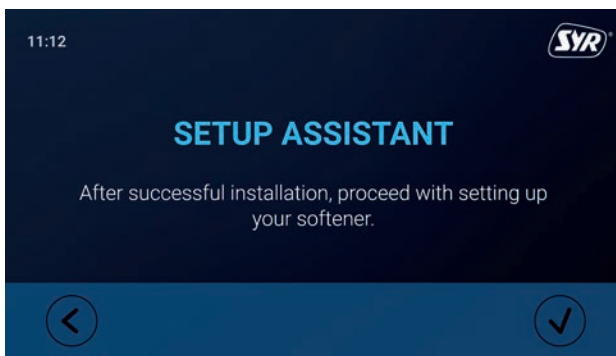 11:12
SYR
SETUP ASSISTANT
After successful installation, proceed with setting up
your softener.